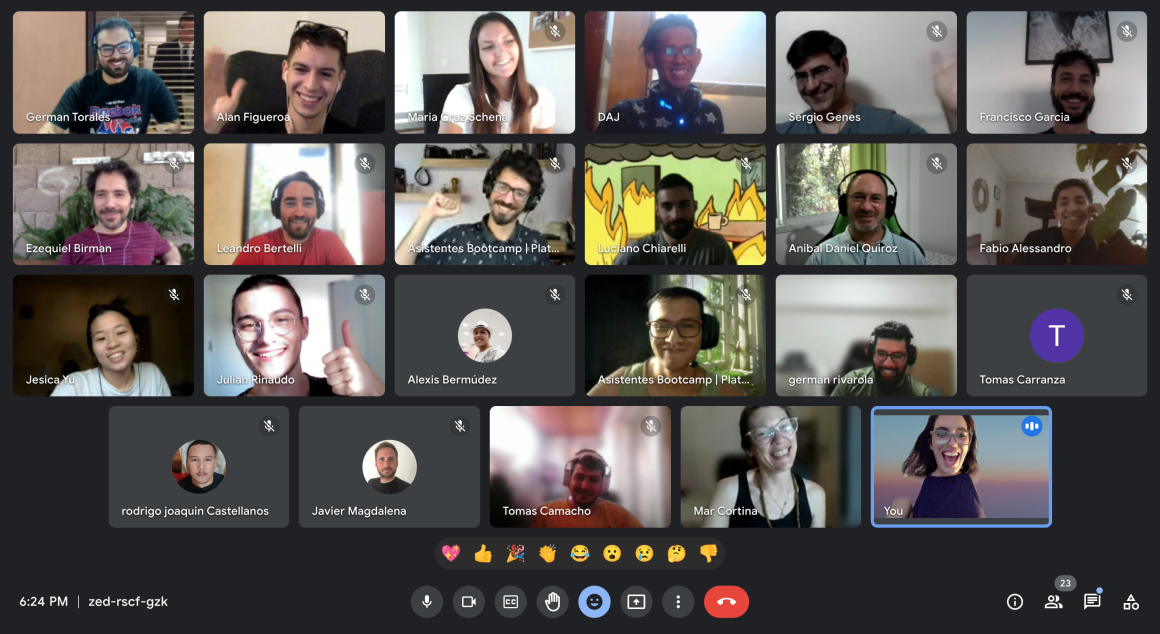 German Torales
Alan Figueroa
Maria Cruz Schena
DAJ
Sergio Genes
Francisco Garcia
Ezequiel Birman
Leandro Bertelli
Asistentes Bootcamp | Plat...
Luciano Chiarelli
Anibal Daniel Quiroz
Fabio Alessandro
Jesica Yu
Julian Rinaudo
Alexis Bermúdez
Asistentes Bootcamp | Plat...
german rivarola
T
Tomas Carranza
rodrigo joaquin Castellanos
Javier Magdalena
Tomas Camacho
Mar Cortina
You
6:24 PM | zed-rscf-gzk
CC
23